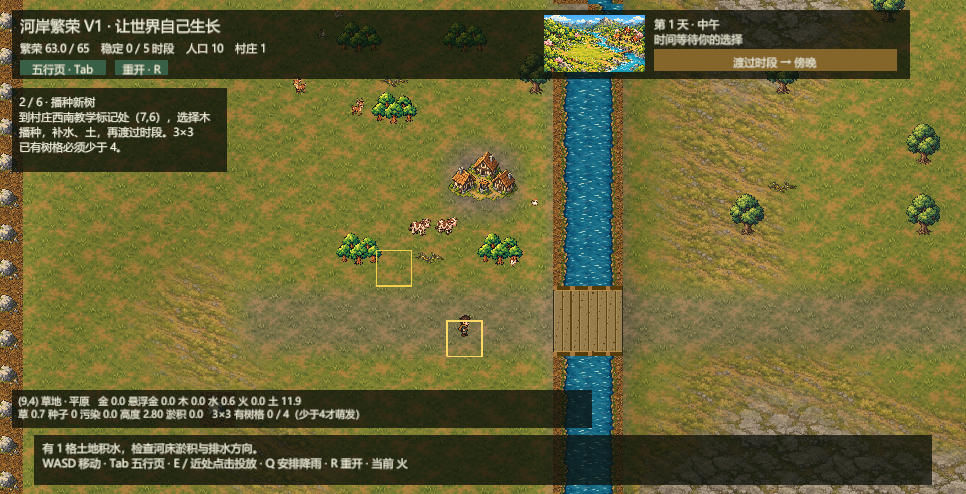 河岸繁荣 V1 · 让世界自己生长
繁荣 63.0 / 65 稳定 0 / 5 时段 人口 10 村庄 1
五行页 · Tab 重开 · R
第 1 天 · 中午
时间等待你的选择
渡过时段 → 傍晚
2 / 6 · 播种新树
到村庄西南教学标记处（7,6），选择木
播种，补水、土，再渡过时段。3×3
已有树格必须少于 4。
(9,4) 草地 · 平原 金 0.0 悬浮金 0.0 木 0.0 水 0.6 火 0.0 土 11.9
草 0.7 种子 0 污染 0.0 高度 2.80 淤积 0.0 3×3 有树格 0 / 4（少于4才萌发）
有 1 格土地积水，检查河床淤积与排水方向。
WASD 移动 · Tab 五行页 · E / 近处点击投放 · Q 安排降雨 · R 重开 · 当前 火